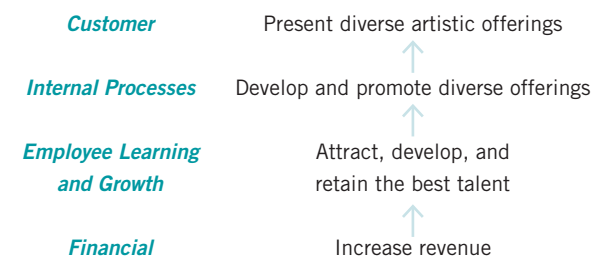 Customer Present diverse artistic offerings
Internal Processes Develop and promote diverse offerings
Employee Learning Attract, develop, and
and Growth retain the best talent
Financial Increase revenue